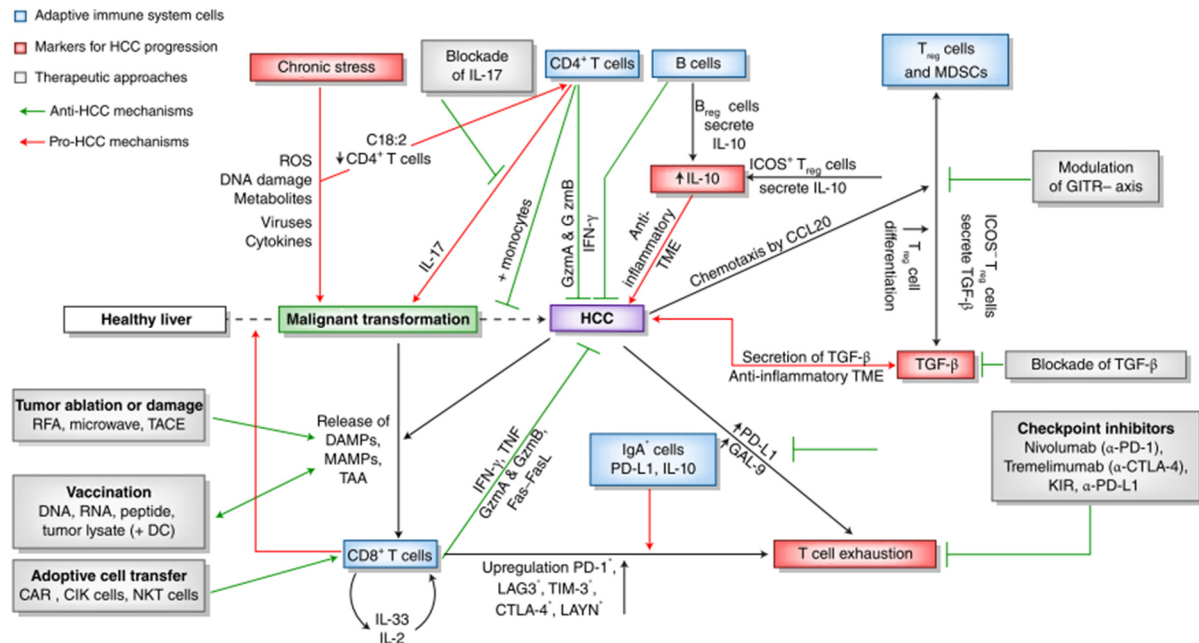 Adaptive immune system cells
Markers for HCC progression
Therapeutic approaches
Anti-HCC mechanisms
Pro-HCC mechanisms
Chronic stress
Blockade
of IL-17
CD4⁺ T cells
B cells
Treg cells
and MDSCs
C18:2
↓CD4⁺ T cells
ROS
DNA damage
Metabolites
Viruses
Cytokines
IL-17
+ monocytes
GzmA & G zmB
IFN-γ
Breg cells
secrete
IL-10
↑IL-10
ICOS⁺ Treg cells
secrete IL-10
Anti-
inflammatory
TME
Chemotaxis by CCL20
Modulation
of GITR– axis
↑ Treg cell
differentiation
ICOS⁻ Treg cells
secrete TGF-β
Healthy liver
Malignant transformation
HCC
Secretion of TGF-β
Anti-inflammatory TME
TGF-β
Blockade of TGF-β
Tumor ablation or damage
RFA, microwave, TACE
Release of
DAMPs,
MAMPs,
TAA
IFN-γ, TNF
GzmA & GzmB,
Fas–FasL
IgA⁺ cells
PD-L1, IL-10
↑PD-L1
↑GAL-9
Checkpoint inhibitors
Nivolumab (α-PD-1),
Tremelimumab (α-CTLA-4),
KIR, α-PD-L1
Vaccination
DNA, RNA, peptide,
tumor lysate (+ DC)
CD8⁺ T cells
T cell exhaustion
Upregulation PD-1⁺,
LAG3⁺, TIM-3⁺,
CTLA-4⁺, LAYN⁺
Adoptive cell transfer
CAR , CIK cells, NKT cells
IL-33
IL-2